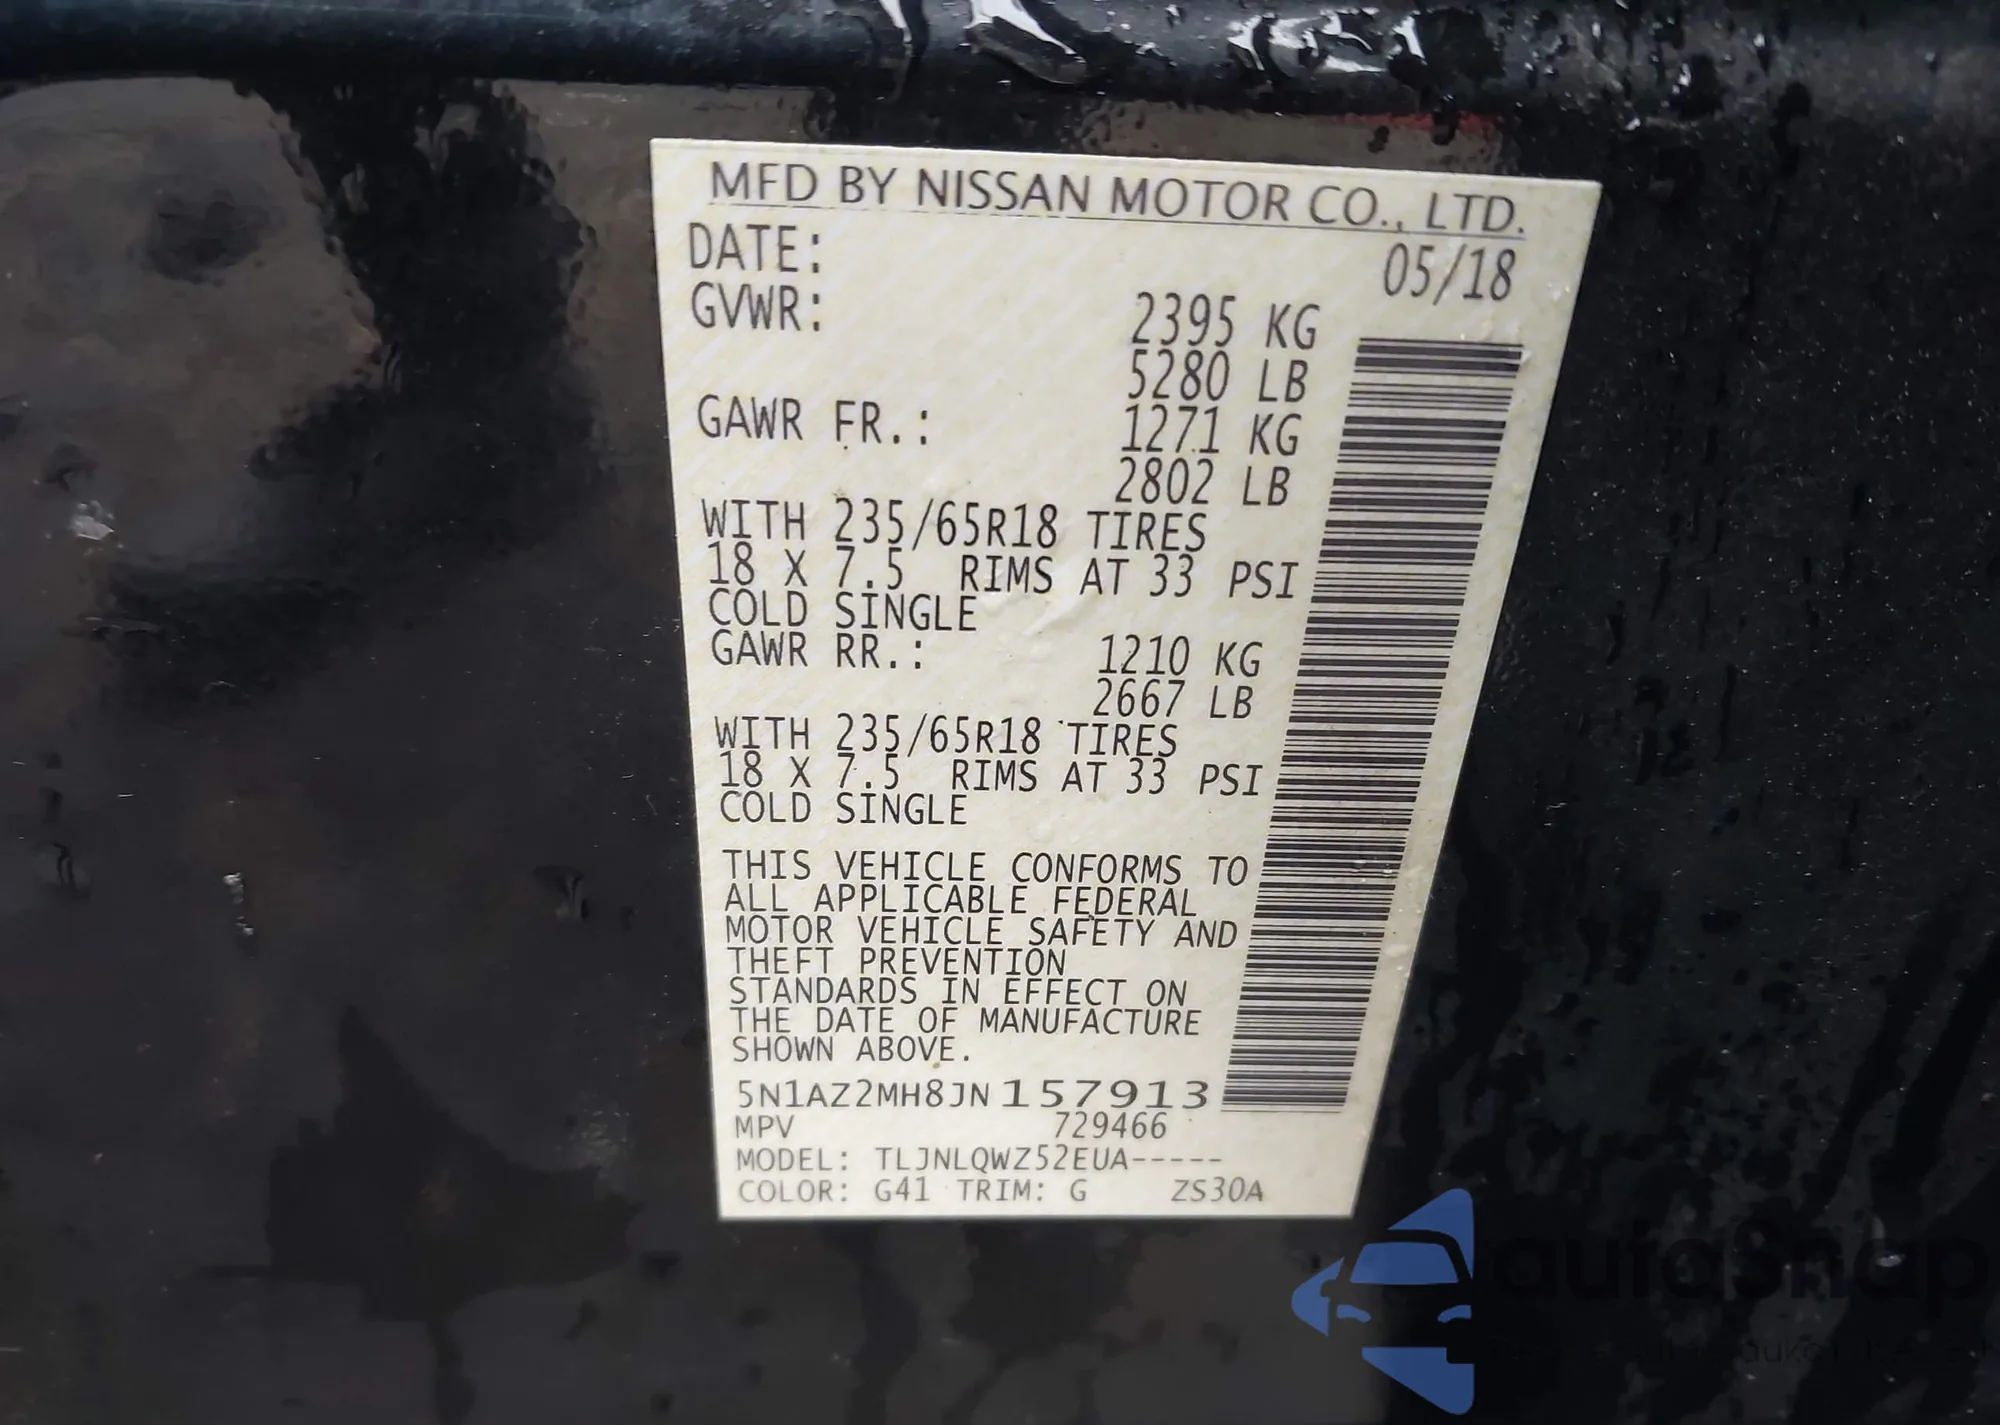 MFD BY NISSAN MOTOR CO., LTD.
DATE: 05/18
GVWR: 2395 KG
5280 LB
GAWR FR.: 1271 KG
2802 LB
WITH 235/65R18 TIRES
18 X 7.5 RIMS AT 33 PSI
COLD SINGLE
GAWR RR.: 1210 KG
2667 LB
WITH 235/65R18 TIRES
18 X 7.5 RIMS AT 33 PSI
COLD SINGLE
THIS VEHICLE CONFORMS TO
ALL APPLICABLE FEDERAL
MOTOR VEHICLE SAFETY AND
THEFT PREVENTION
STANDARDS IN EFFECT ON
THE DATE OF MANUFACTURE
SHOWN ABOVE.
5N1AZ2MH8JN157913
MPV 729466
MODEL: TLJNLQWZ52EUA-----
COLOR: G41 TRIM: G ZS30A
autoSnap